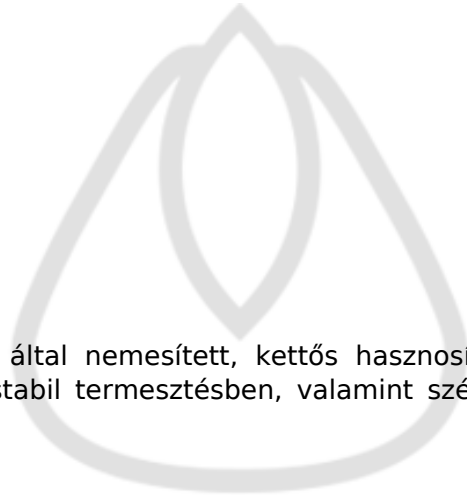 által nemesített, kettős hasznosí
stabil termesztésben, valamint szé